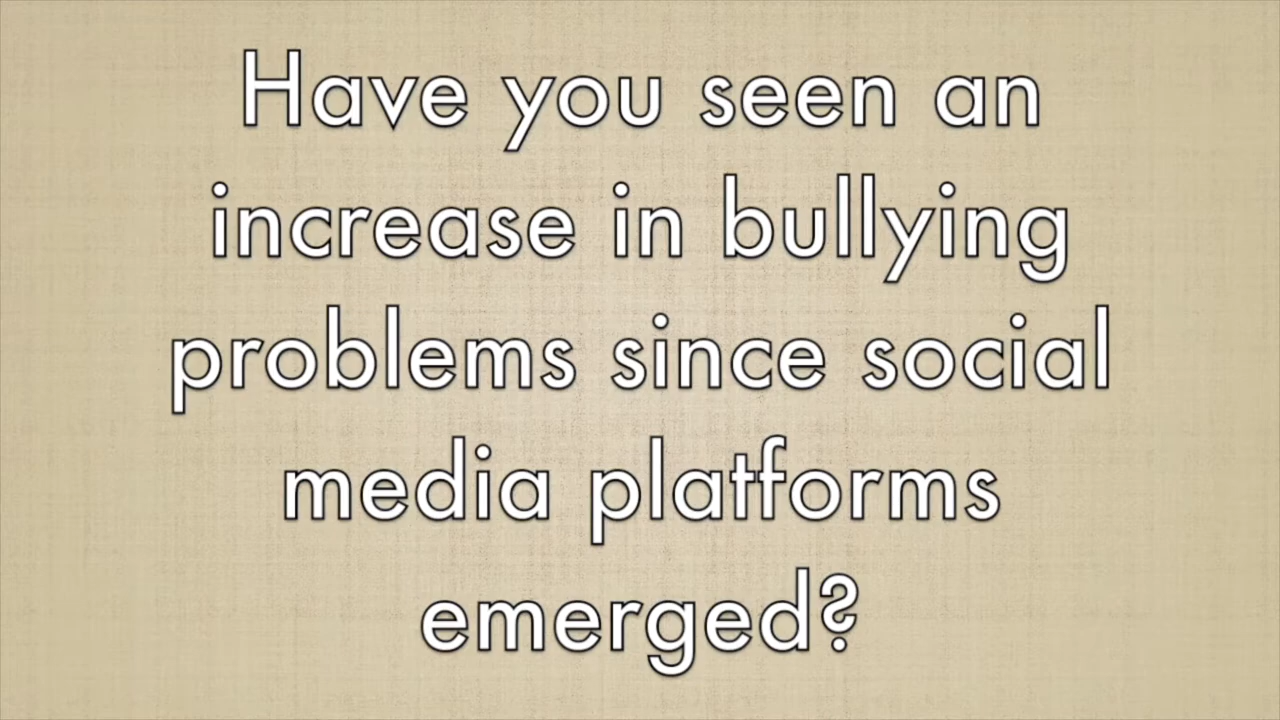 Have you seen an
increase in bullying
problems since social
media platforms
emerged?